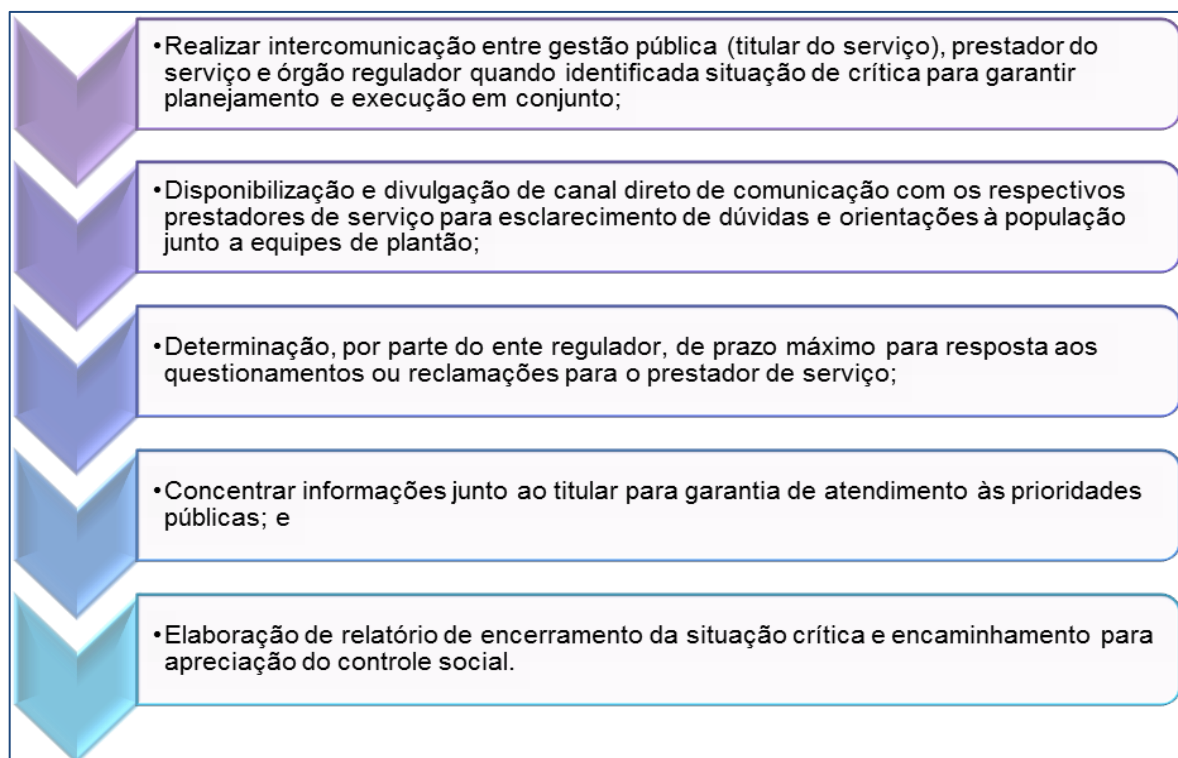 •Realizar intercomunicação entre gestão pública (titular do serviço), prestador do
serviço e órgão regulador quando identificada situação de crítica para garantir
planejamento e execução em conjunto;
•Disponibilização e divulgação de canal direto de comunicação com os respectivos
prestadores de serviço para esclarecimento de dúvidas e orientações à população
junto a equipes de plantão;
•Determinação, por parte do ente regulador, de prazo máximo para resposta aos
questionamentos ou reclamações para o prestador de serviço;
•Concentrar informações junto ao titular para garantia de atendimento às prioridades
públicas; e
•Elaboração de relatório de encerramento da situação crítica e encaminhamento para
apreciação do controle social.